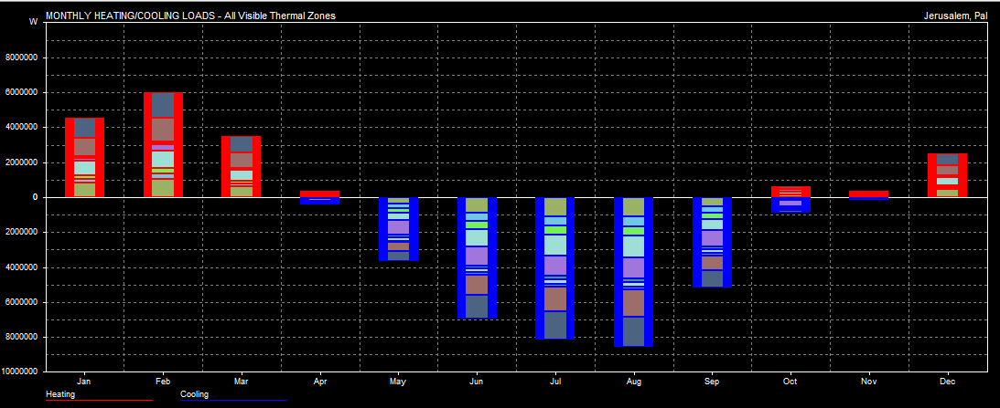 MONTHLY HEATING/COOLING LOADS - All Visible Thermal Zones
Jerusalem, Pal
W
8000000
6000000
4000000
2000000
0
2000000
4000000
6000000
8000000
10000000
Jan Feb Mar Apr May Jun Jul Aug Sep Oct Nov Dec
Heating Cooling